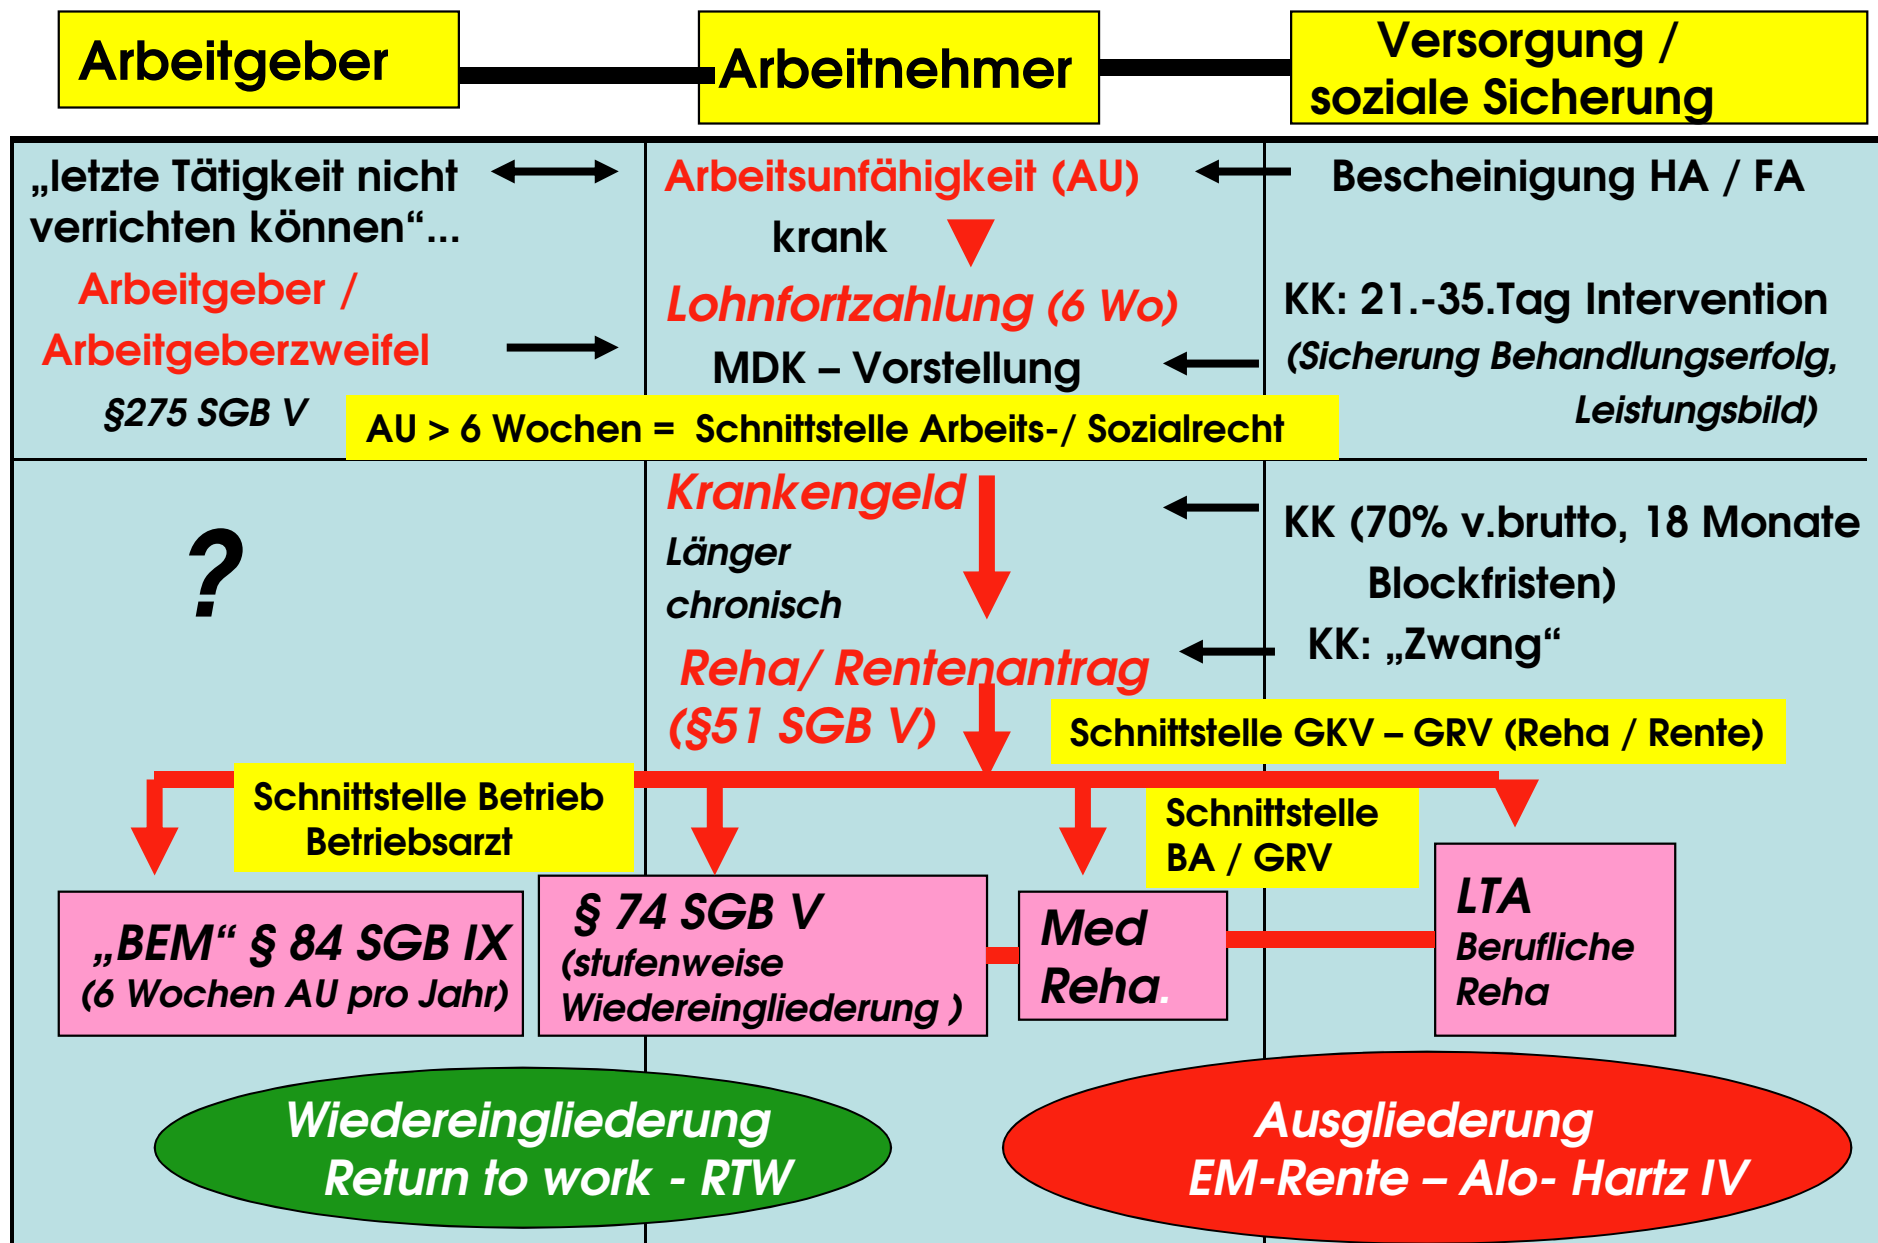 Arbeitgeber
Arbeitnehmer
Versorgung /
soziale Sicherung
„letzte Tätigkeit nicht
verrichten können“...
Arbeitgeber /
Arbeitgeberzweifel
§275 SGB V
Arbeitsunfähigkeit (AU)
krank
Lohnfortzahlung (6 Wo)
MDK – Vorstellung
Bescheinigung HA / FA
KK: 21.-35.Tag Intervention
(Sicherung Behandlungserfolg,
Leistungsbild)
AU > 6 Wochen = Schnittstelle Arbeits-/ Sozialrecht
?
Krankengeld
Länger
chronisch
Reha/ Rentenantrag
(§51 SGB V)
KK (70% v.brutto, 18 Monate
Blockfristen)
KK: „Zwang“
Schnittstelle GKV – GRV (Reha / Rente)
Schnittstelle Betrieb
Betriebsarzt
Schnittstelle
BA / GRV
„BEM“ § 84 SGB IX
(6 Wochen AU pro Jahr)
§ 74 SGB V
(stufenweise
Wiedereingliederung )
Med
Reha.
LTA
Berufliche
Reha
Wiedereingliederung
Return to work - RTW
Ausgliederung
EM-Rente – Alo- Hartz IV